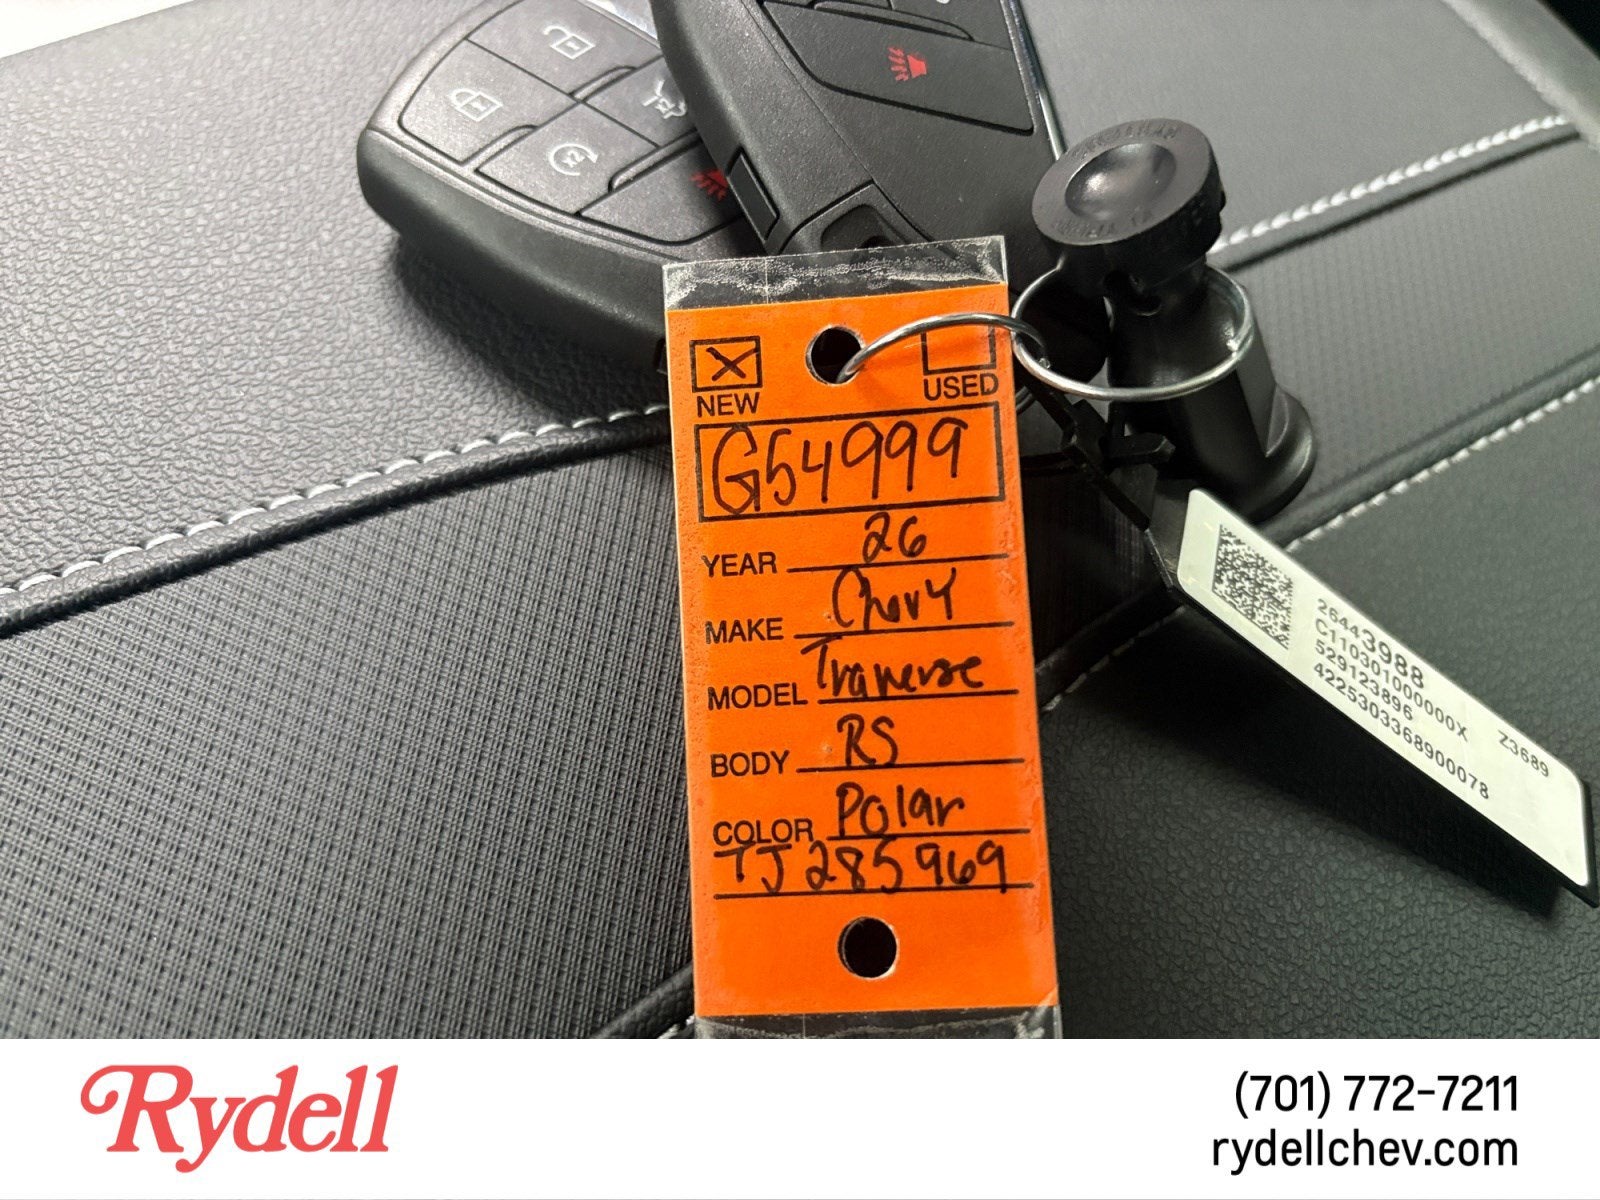 NEW
USED
G54999
YEAR 26
MAKE Chevy
MODEL Traverse
BODY RS
COLOR Polar
TJ285969
26443988
C110301000000X Z3689
529123896
4225303368900078
Rydell
(701) 772-7211
rydellchev.com